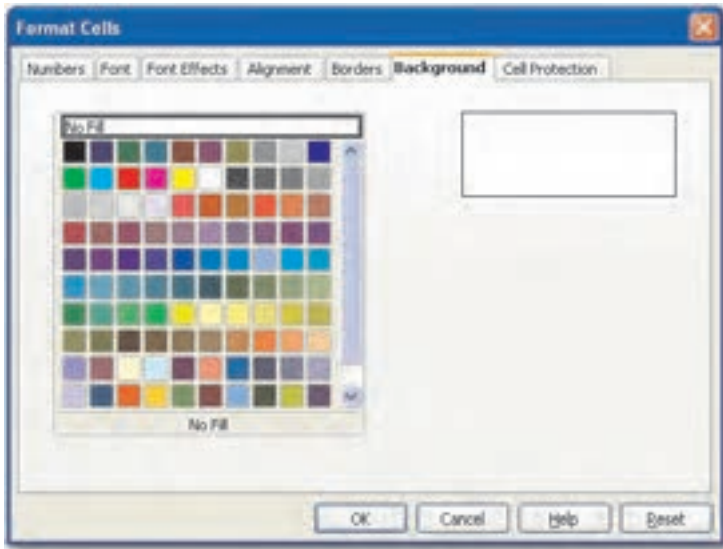 Format Cells
Numbers Font Font Effects Alignment Borders Background Cell Protection
No Fill
No Fill
OK Cancel Help Reset